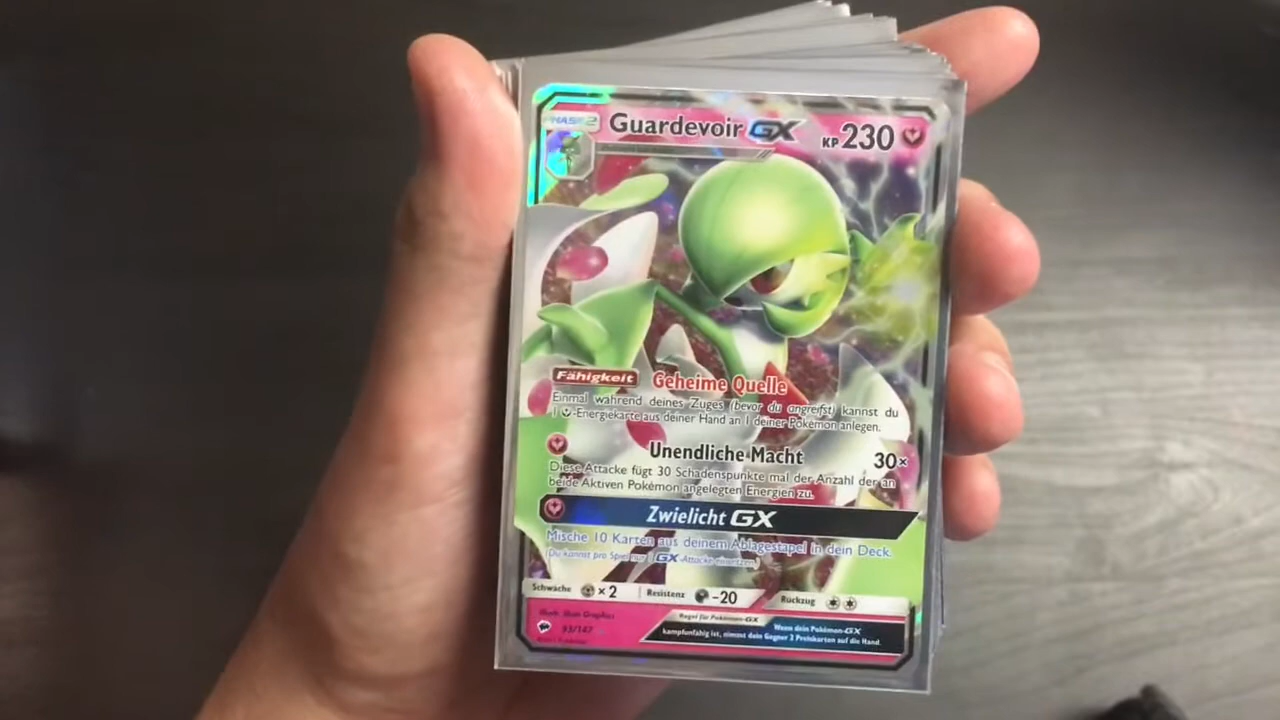 PHASE 2 Guardevoir GX KP 230
Fähigkeit Geheime Quelle
Einmal während deines Zuges (bevor du angreifst) kannst du
1 -Energiekarte aus deiner Hand an 1 deiner Pokémon anlegen.
Unendliche Macht 30×
Diese Attacke fügt 30 Schadenspunkte mal der Anzahl der an
beide Aktiven Pokémon angelegten Energien zu.
Zwielicht GX
Mische 10 Karten aus deinem Ablagestapel in dein Deck.
(Du kannst pro Spiel nur 1 GX-Attacke einsetzen.)
Schwäche ×2 Resistenz -20 Rückzug
Regel für Pokémon-GX Wenn dein Pokémon-GX
kampfunfähig ist, nimmt dein Gegner 2 Preiskarten auf die Hand.
93/147